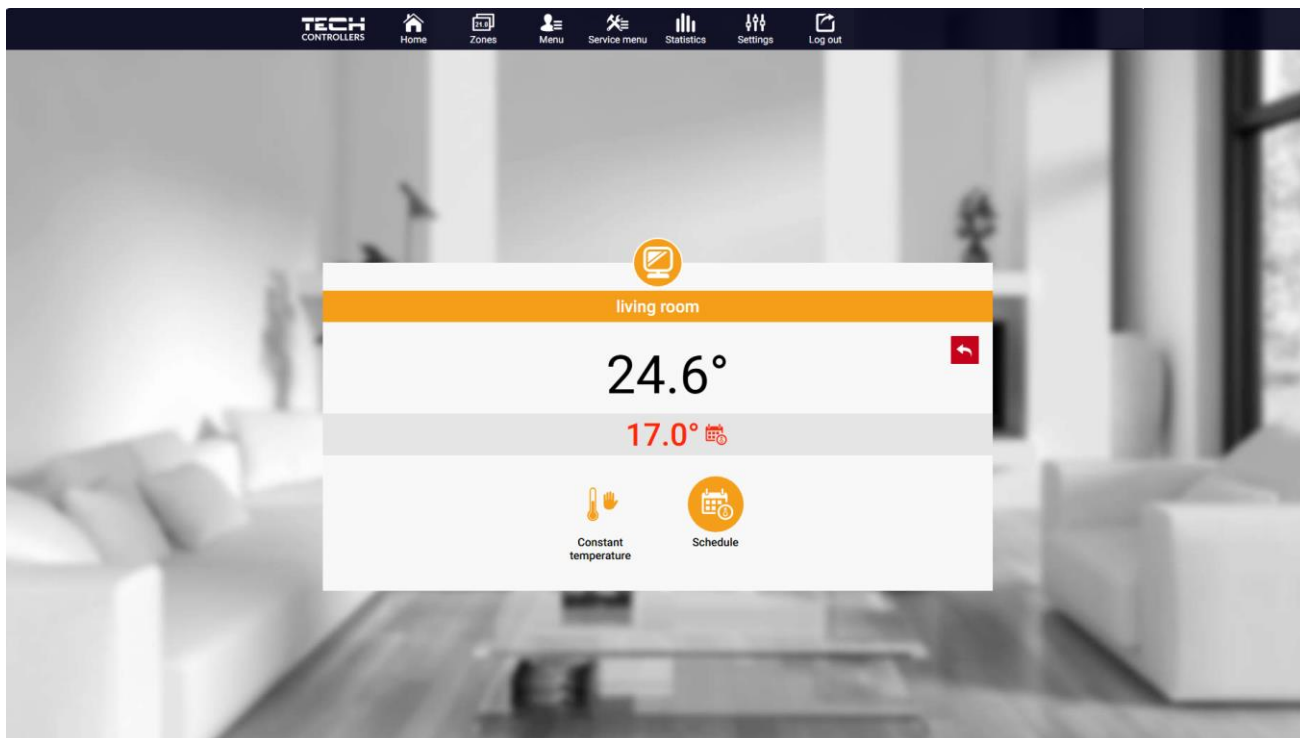 TECH
CONTROLLERS
Home
21.0
Zones
Menu
Service menu
Statistics
Settings
Log out
living room
24.6°
17.0°
Constant
temperature
Schedule